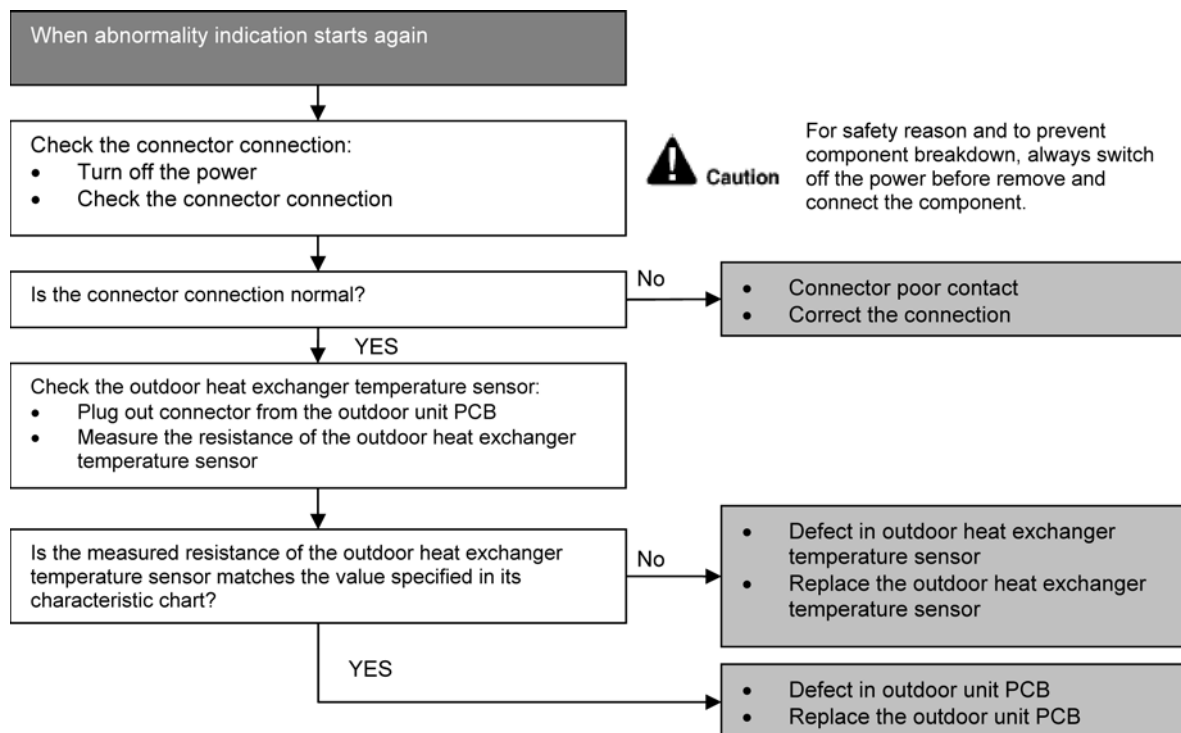 When abnormality indication starts again
Check the connector connection:
• Turn off the power
• Check the connector connection
Caution
For safety reason and to prevent
component breakdown, always switch
off the power before remove and
connect the component.
Is the connector connection normal?
No
• Connector poor contact
• Correct the connection
YES
Check the outdoor heat exchanger temperature sensor:
• Plug out connector from the outdoor unit PCB
• Measure the resistance of the outdoor heat exchanger
temperature sensor
Is the measured resistance of the outdoor heat exchanger
temperature sensor matches the value specified in its
characteristic chart?
No
• Defect in outdoor heat exchanger
temperature sensor
• Replace the outdoor heat exchanger
temperature sensor
YES
• Defect in outdoor unit PCB
• Replace the outdoor unit PCB